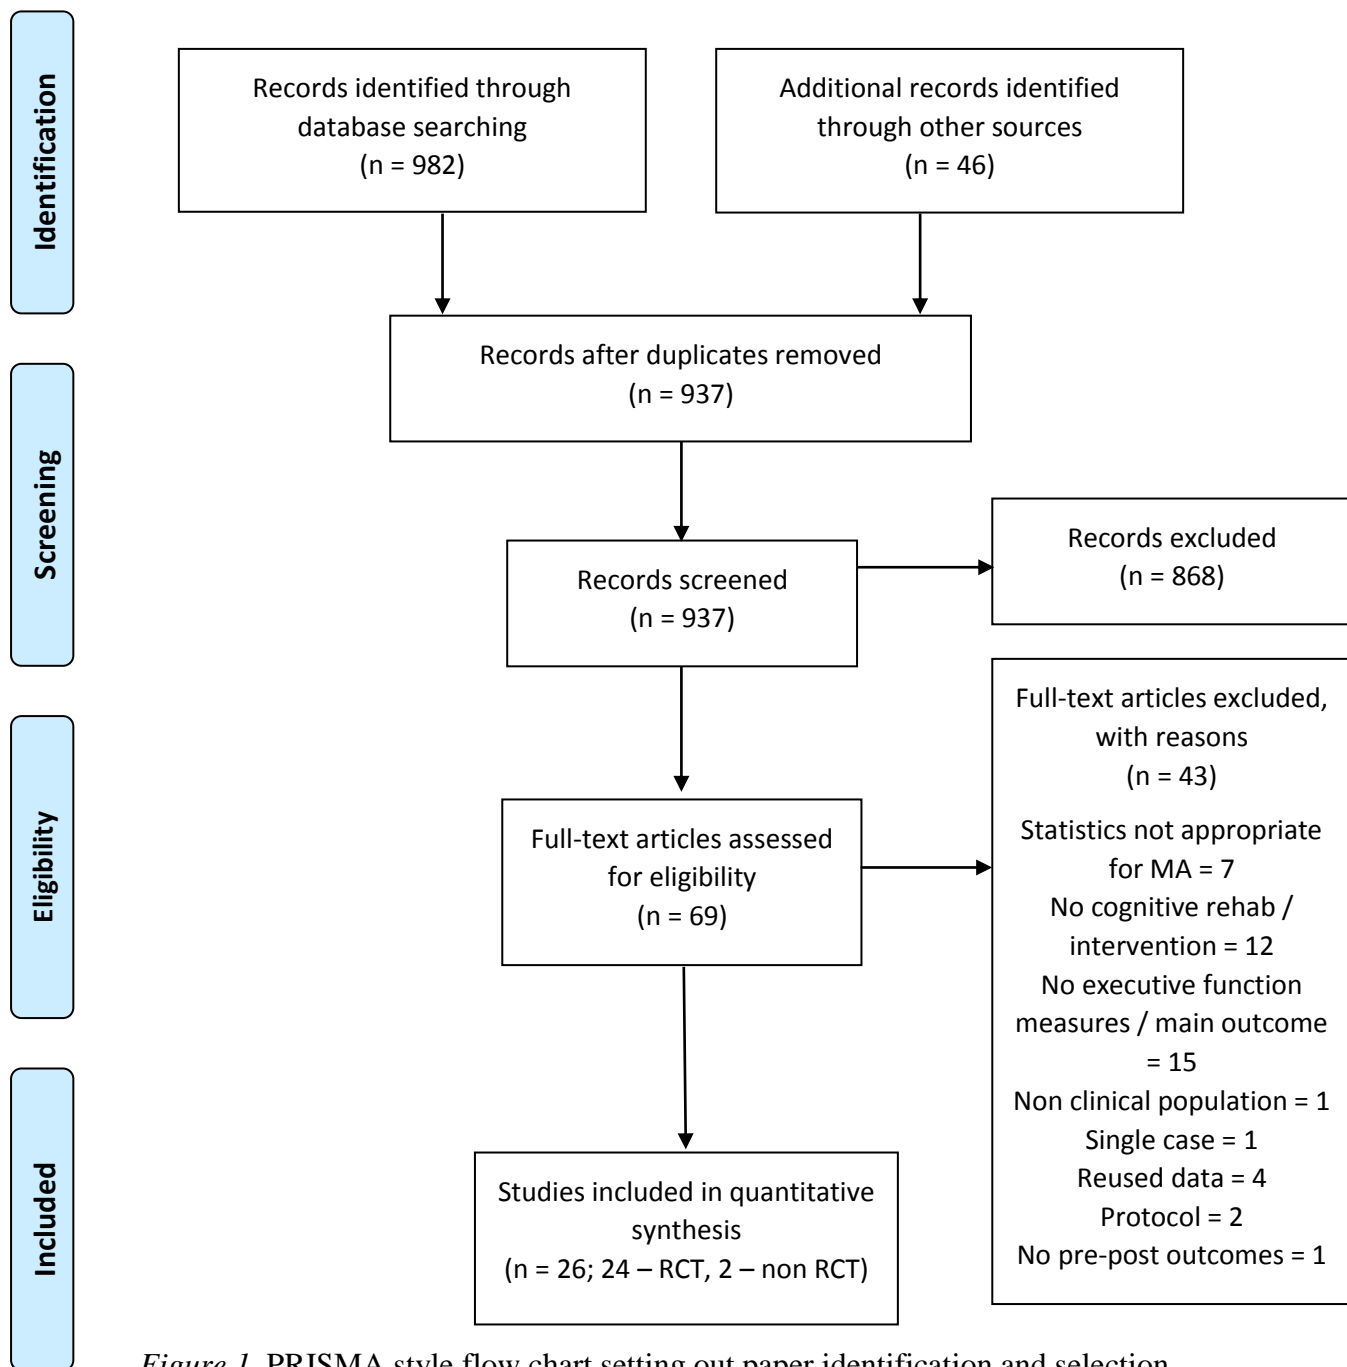 Identification
Records identified through
database searching
(n = 982)
Additional records identified
through other sources
(n = 46)
Records after duplicates removed
(n = 937)
Screening
Records screened
(n = 937)
Records excluded
(n = 868)
Eligibility
Full-text articles assessed
for eligibility
(n = 69)
Full-text articles excluded,
with reasons
(n = 43)
Statistics not appropriate
for MA = 7
No cognitive rehab /
intervention = 12
No executive function
measures / main outcome
= 15
Non clinical population = 1
Single case = 1
Reused data = 4
Protocol = 2
No pre-post outcomes = 1
Included
Studies included in quantitative
synthesis
(n = 26; 24 – RCT, 2 – non RCT)
Figure 1. PRISMA style flow chart setting out paper identification and selection